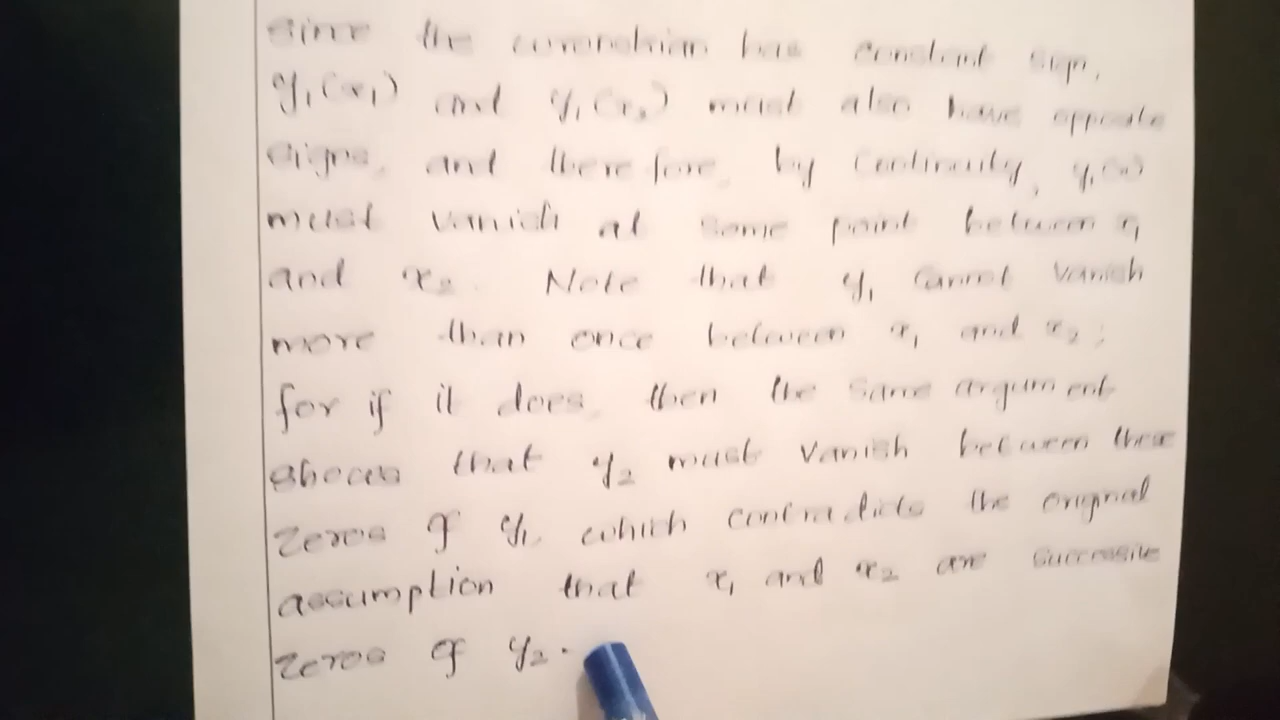 since the wronskian has constant sign,
y₁(x₁) and y₁(x₂) must also have opposite
signs, and therefore, by continuity, y₁(x)
must vanish at some point between x₁
and x₂. Note that y₁ cannot vanish
more than once between x₁ and x₂;
for if it does, then the same argument
shows that y₂ must vanish between these
zeros of y₁, which contradicts the original
assumption that x₁ and x₂ are successive
zeros of y₂.